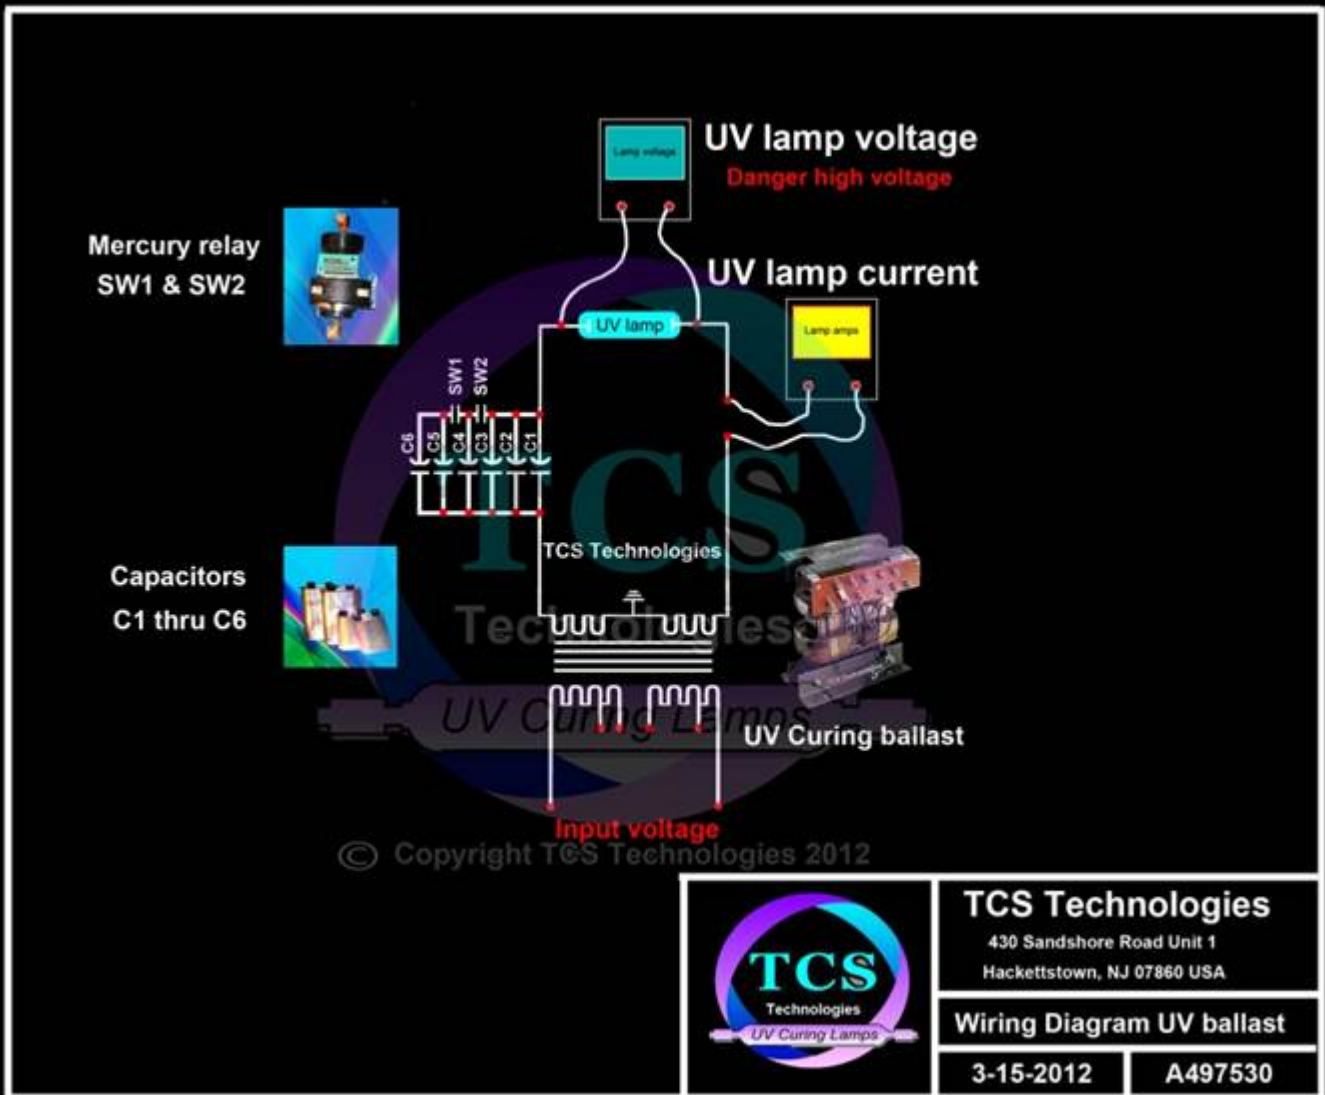 UV lamp voltage
Danger high voltage
Lamp voltage
Mercury relay
SW1 & SW2
UV lamp current
Lamp amps
UV lamp
SW1
SW2
C6
C5
C4
C3
C2
C1
TCS
TCS Technologies
Technologies
Capacitors
C1 thru C6
UV Curing Lamps
UV Curing ballast
Input voltage
© Copyright TCS Technologies 2012
TCS
Technologies
UV Curing Lamps
TCS Technologies
430 Sandshore Road Unit 1
Hackettstown, NJ 07860 USA
Wiring Diagram UV ballast
3-15-2012
A497530